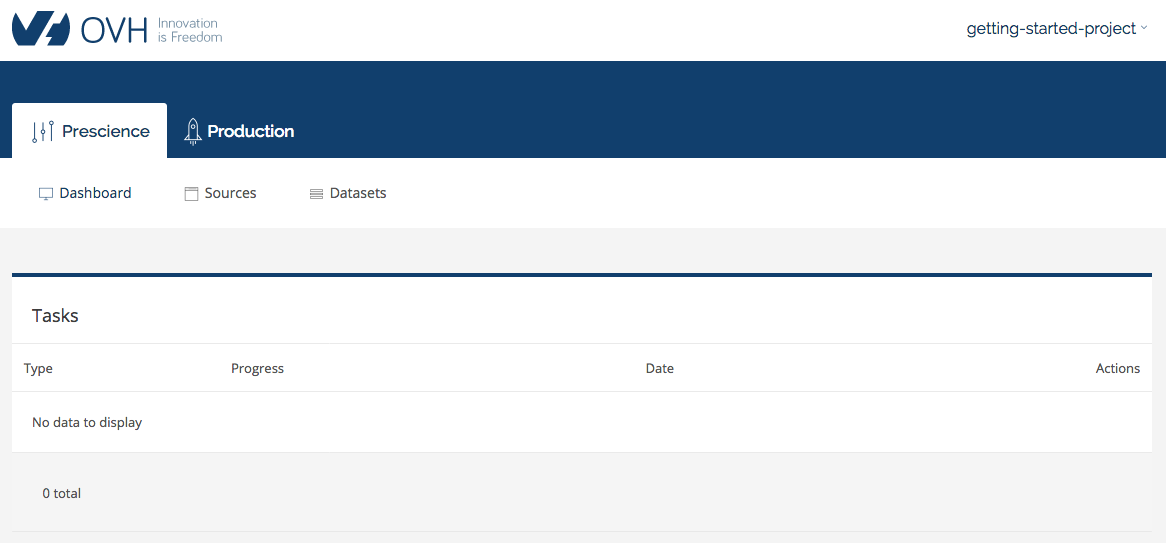 OVH Innovation
is Freedom
getting-started-project
Prescience Production
Dashboard Sources Datasets
Tasks
Type Progress Date Actions
No data to display
0 total